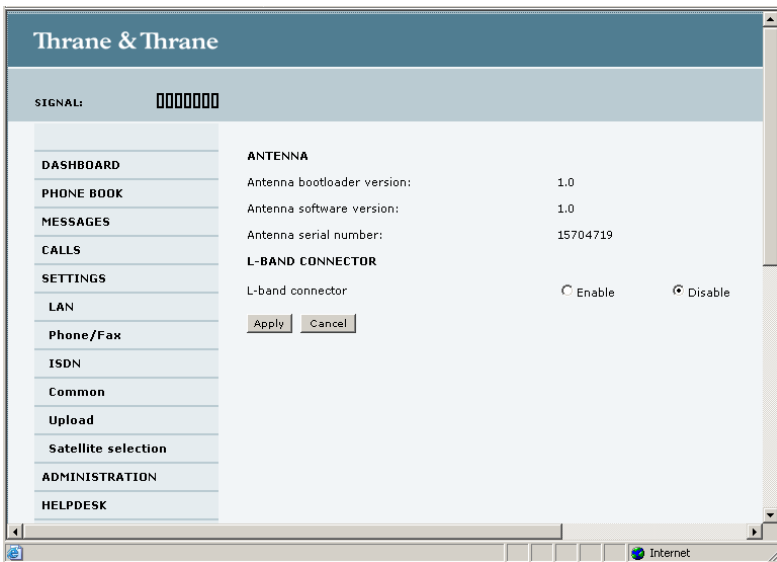 Thrane & Thrane
SIGNAL:
DASHBOARD
PHONE BOOK
MESSAGES
CALLS
SETTINGS
LAN
Phone/Fax
ISDN
Common
Upload
Satellite selection
ADMINISTRATION
HELPDESK
ANTENNA
Antenna bootloader version: 1.0
Antenna software version: 1.0
Antenna serial number: 15704719
L-BAND CONNECTOR
L-band connector Enable Disable
Apply Cancel
Internet